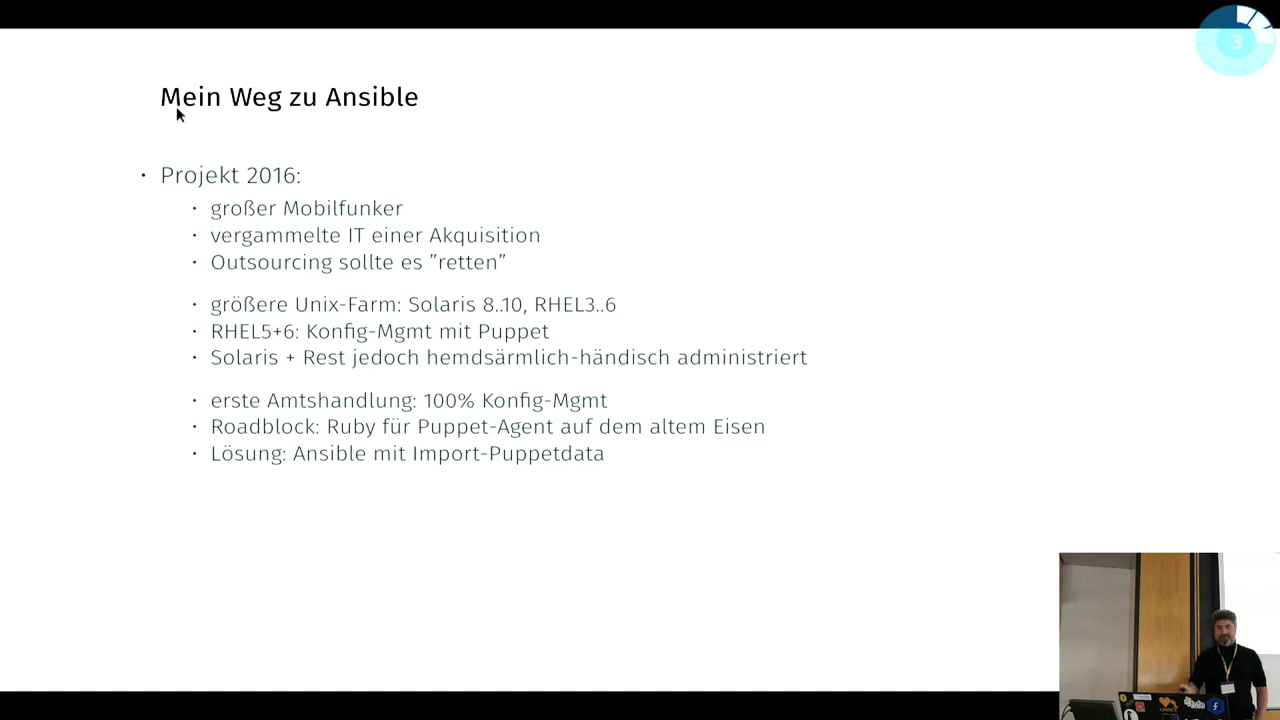 3
Mein Weg zu Ansible
• Projekt 2016:
• großer Mobilfunker
• vergammelte IT einer Akquisition
• Outsourcing sollte es ”retten”
• größere Unix-Farm: Solaris 8..10, RHEL3..6
• RHEL5+6: Konfig-Mgmt mit Puppet
• Solaris + Rest jedoch hemdsärmlich-händisch administriert
• erste Amtshandlung: 100% Konfig-Mgmt
• Roadblock: Ruby für Puppet-Agent auf dem altem Eisen
• Lösung: Ansible mit Import-Puppetdata